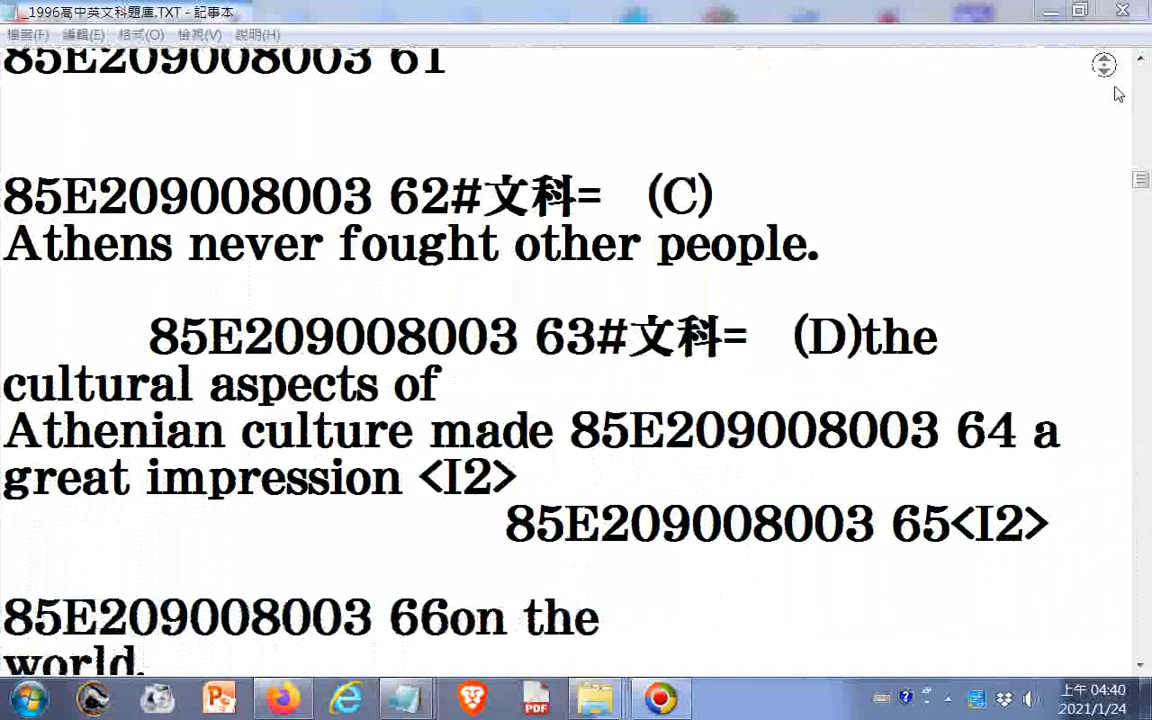 _1996高中英文科題庫.TXT - 記事本
檔案(F) 編輯(E) 格式(O) 檢視(V) 說明(H)
85E209008003 61
85E209008003 62#文科= (C)
Athens never fought other people.
85E209008003 63#文科= (D)the
cultural aspects of
Athenian culture made 85E209008003 64 a
great impression <I2>
85E209008003 65<I2>
85E209008003 66on the
world.
PDF
上午 04:40
2021/1/24